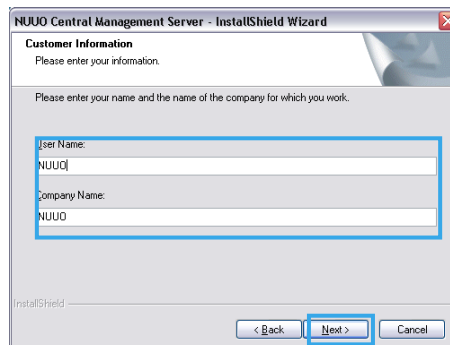 NUUO Central Management Server - InstallShield Wizard
Customer Information
Please enter your information.
Please enter your name and the name of the company for which you work.
User Name:
NUUO
Company Name:
NUUO
InstallShield
< Back
Next >
Cancel